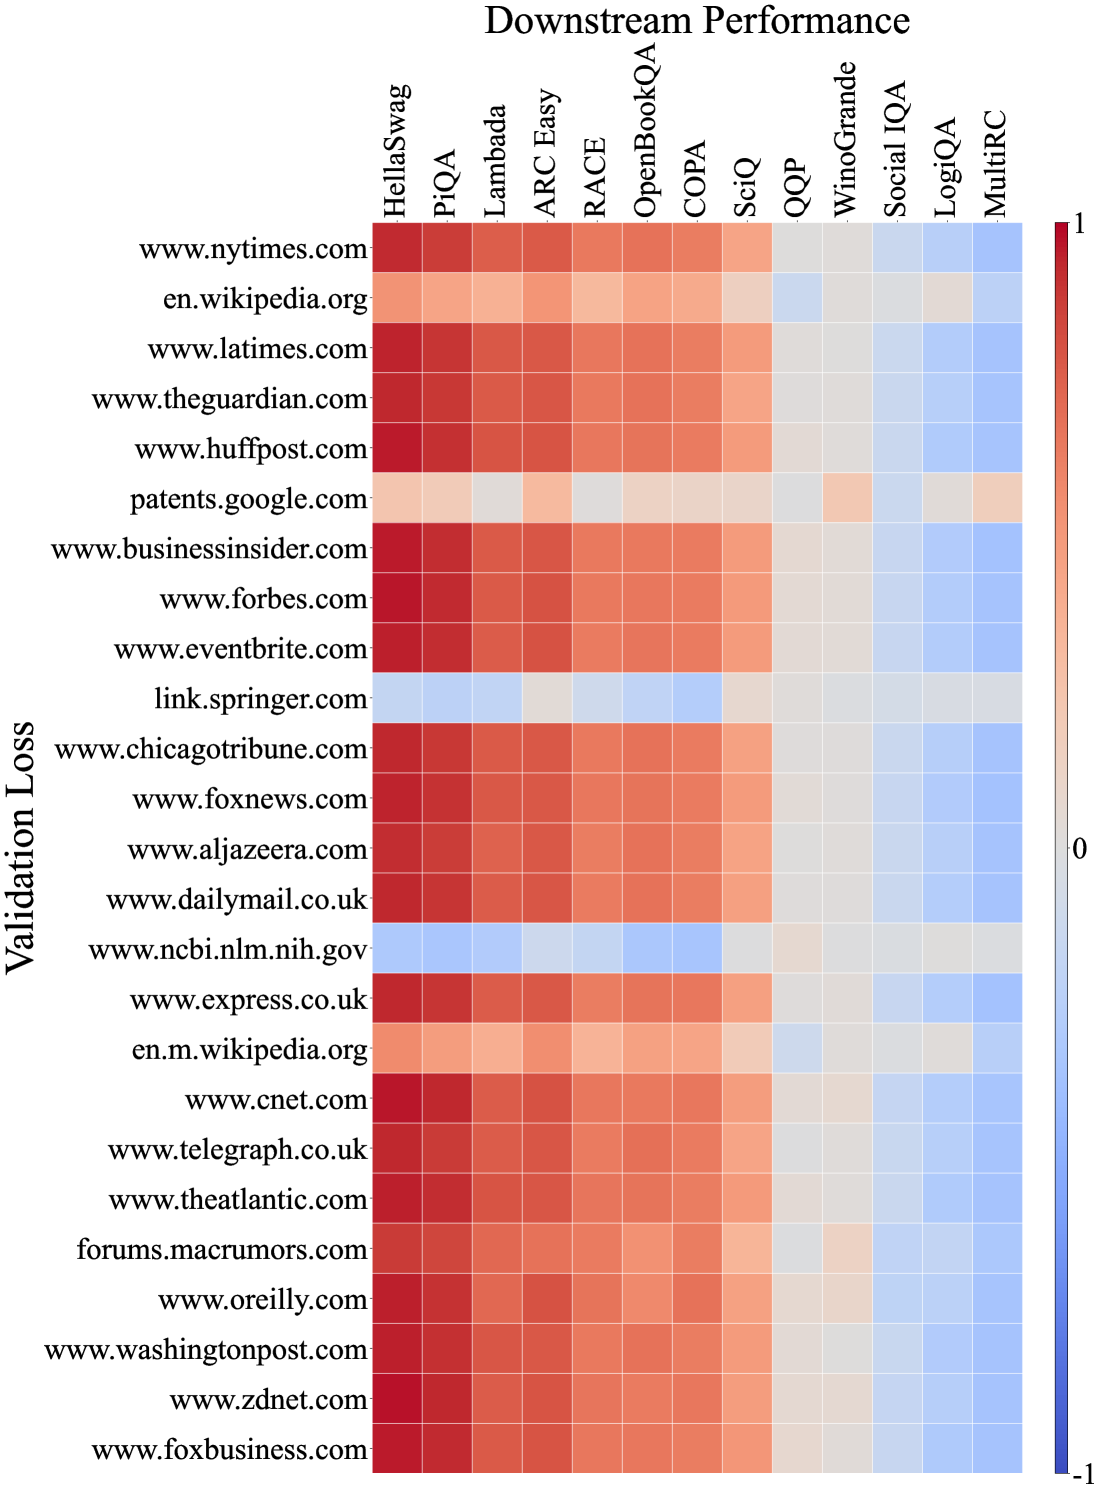 Downstream Performance
HellaSwag
PiQA
Lambada
ARC Easy
RACE
OpenBookQA
COPA
SciQ
QQP
WinoGrande
Social IQA
LogiQA
MultiRC
Validation Loss
www.nytimes.com
en.wikipedia.org
www.latimes.com
www.theguardian.com
www.huffpost.com
patents.google.com
www.businessinsider.com
www.forbes.com
www.eventbrite.com
link.springer.com
www.chicagotribune.com
www.foxnews.com
www.aljazeera.com
www.dailymail.co.uk
www.ncbi.nlm.nih.gov
www.express.co.uk
en.m.wikipedia.org
www.cnet.com
www.telegraph.co.uk
www.theatlantic.com
forums.macrumors.com
www.oreilly.com
www.washingtonpost.com
www.zdnet.com
www.foxbusiness.com
1
0
-1